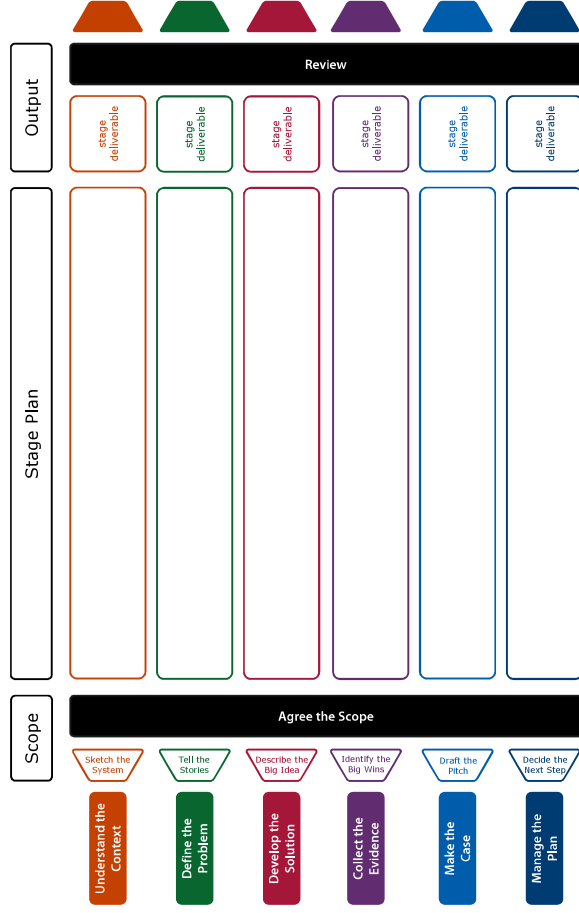 Output
Review
stage
deliverable
stage
deliverable
stage
deliverable
stage
deliverable
stage
deliverable
stage
deliverable
Stage Plan
Scope
Agree the Scope
Sketch the
System
Tell the
Stories
Describe the
Big Idea
Identify the
Big Wins
Draft the
Pitch
Decide the
Next Step
Understand the
Context
Define the
Problem
Develop the
Solution
Collect the
Evidence
Make the
Case
Manage the
Plan